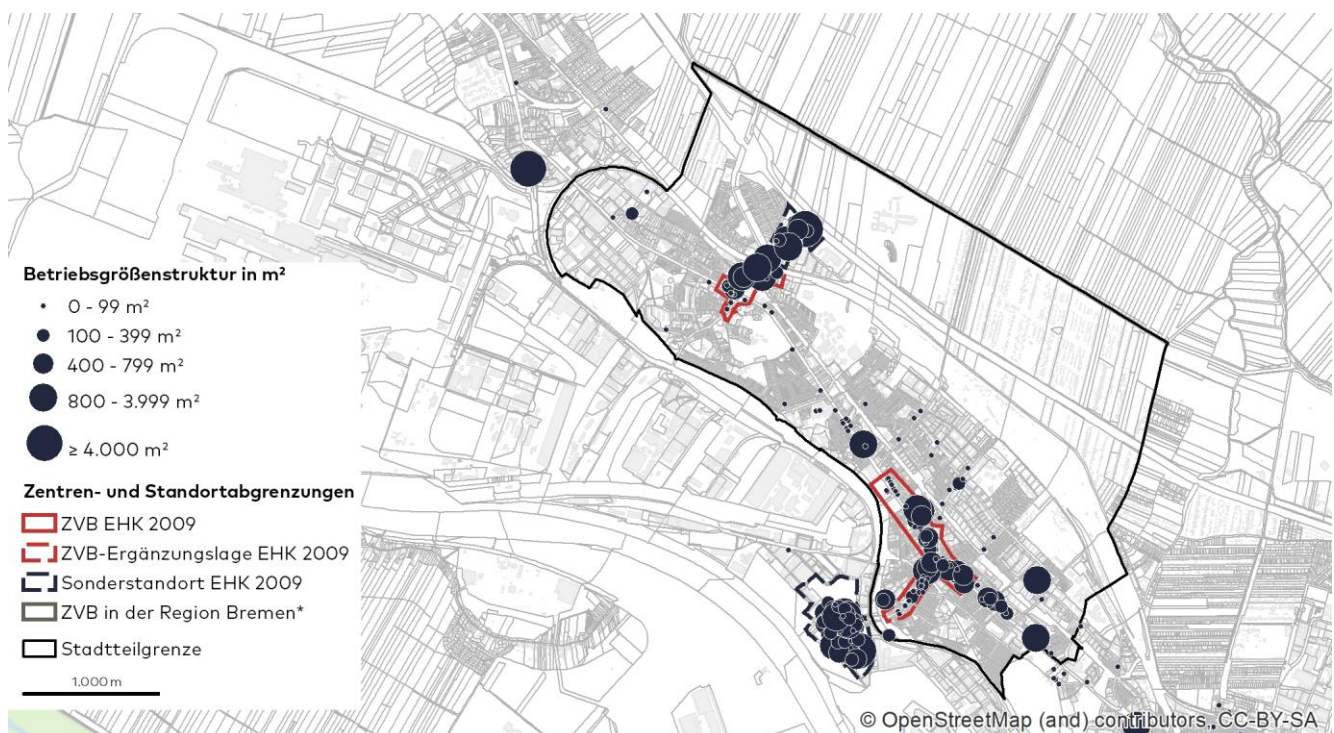 Betriebsgrößenstruktur in m²
0 - 99 m²
100 - 399 m²
400 - 799 m²
800 - 3.999 m²
≥ 4.000 m²
Zentren- und Standortabgrenzungen
ZVB EHK 2009
ZVB-Ergänzungslage EHK 2009
Sonderstandort EHK 2009
ZVB in der Region Bremen*
Stadtteilgrenze
1.000 m
© OpenStreetMap (and) contributors, CC-BY-SA